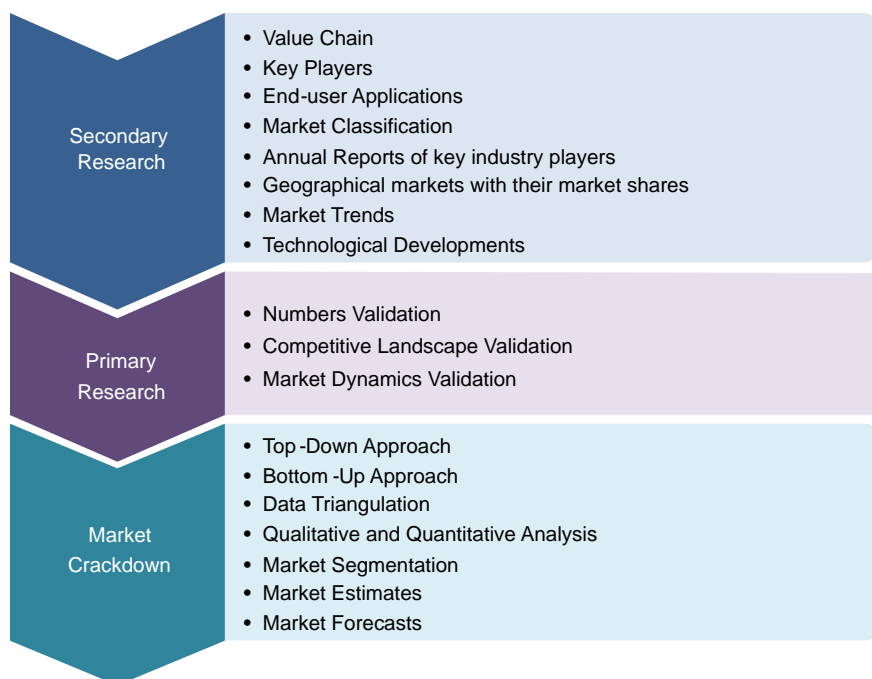 Secondary
Research
• Value Chain
• Key Players
• End-user Applications
• Market Classification
• Annual Reports of key industry players
• Geographical markets with their market shares
• Market Trends
• Technological Developments
Primary
Research
• Numbers Validation
• Competitive Landscape Validation
• Market Dynamics Validation
Market
Crackdown
• Top-Down Approach
• Bottom-Up Approach
• Data Triangulation
• Qualitative and Quantitative Analysis
• Market Segmentation
• Market Estimates
• Market Forecasts